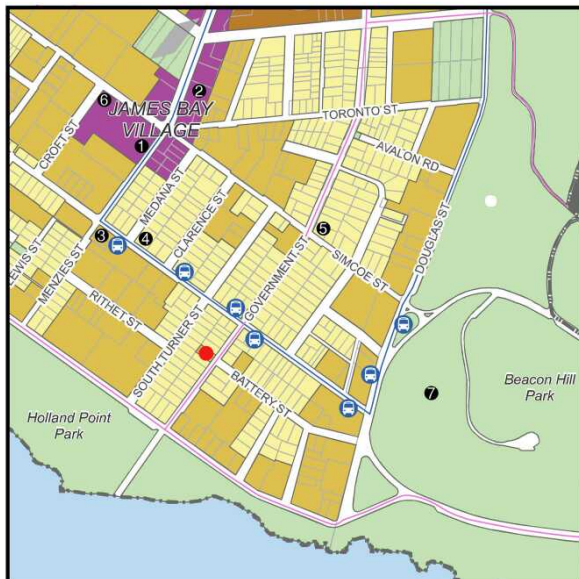 6
2
JAMES BAY
VILLAGE
1
TORONTO ST
CROFT ST
AVALON RD
MEDANA ST
CLARENCE ST
5
SIMCOE ST
DOUGLAS ST
3
4
GOVERNMENT ST
MENZIES ST
RITHET ST
SOUTH TURNER ST
BATTERY ST
7
Beacon Hill
Park
Holland Point
Park